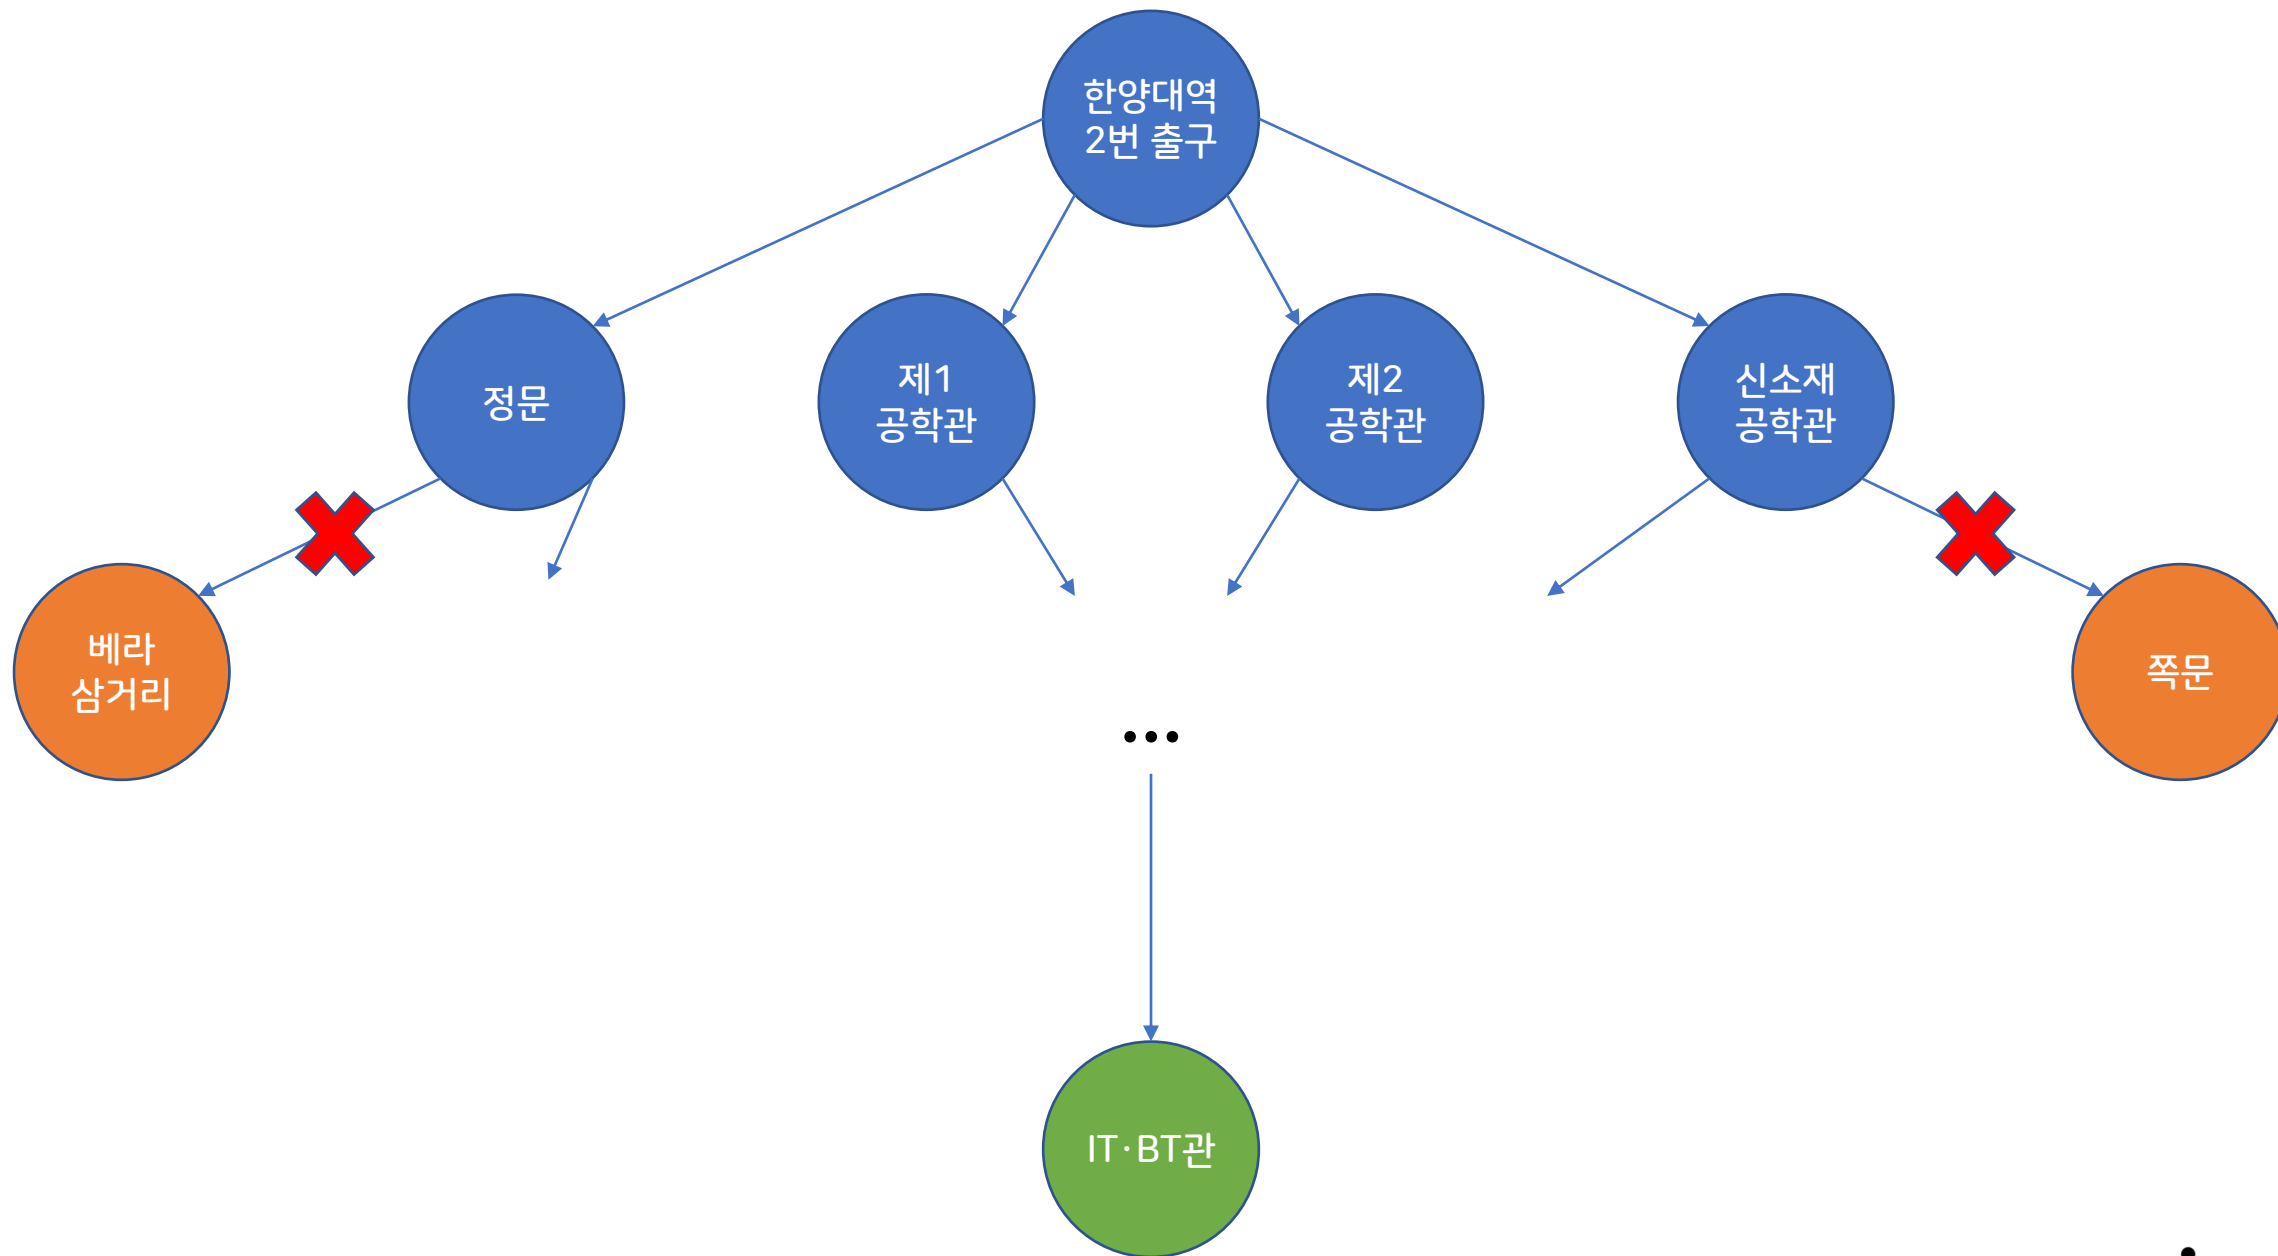 한양대역
2번 출구
정문
제1
공학관
제2
공학관
신소재
공학관
베라
삼거리
쪽문
...
IT·BT관